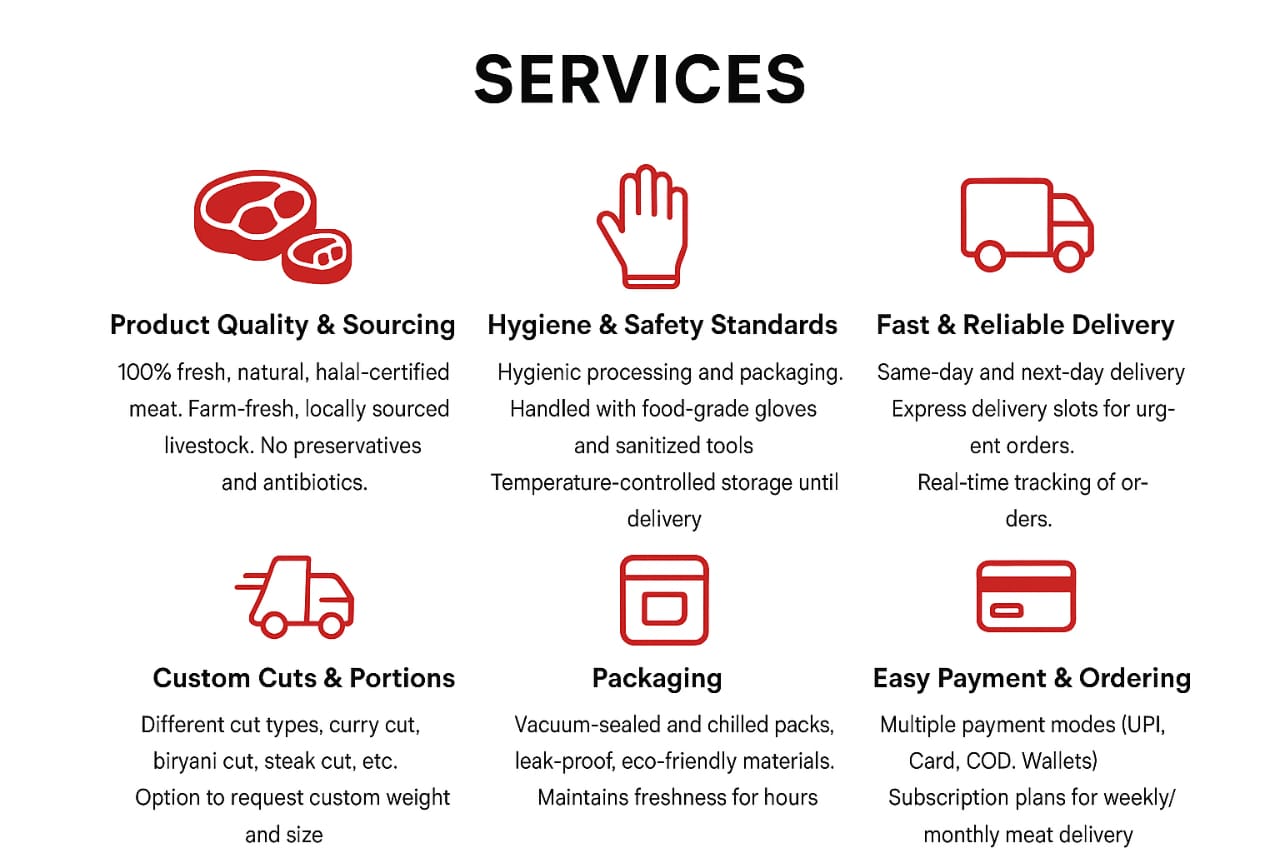 SERVICES
Product Quality & Sourcing
100% fresh, natural, halal-certified
meat. Farm-fresh, locally sourced
livestock. No preservatives
and antibiotics.
Hygiene & Safety Standards
Hygienic processing and packaging.
Handled with food-grade gloves
and sanitized tools
Temperature-controlled storage until
delivery
Fast & Reliable Delivery
Same-day and next-day delivery
Express delivery slots for urg-
ent orders.
Real-time tracking of or-
ders.
Custom Cuts & Portions
Different cut types, curry cut,
biryani cut, steak cut, etc.
Option to request custom weight
and size
Packaging
Vacuum-sealed and chilled packs,
leak-proof, eco-friendly materials.
Maintains freshness for hours
Easy Payment & Ordering
Multiple payment modes (UPI,
Card, COD. Wallets)
Subscription plans for weekly/
monthly meat delivery